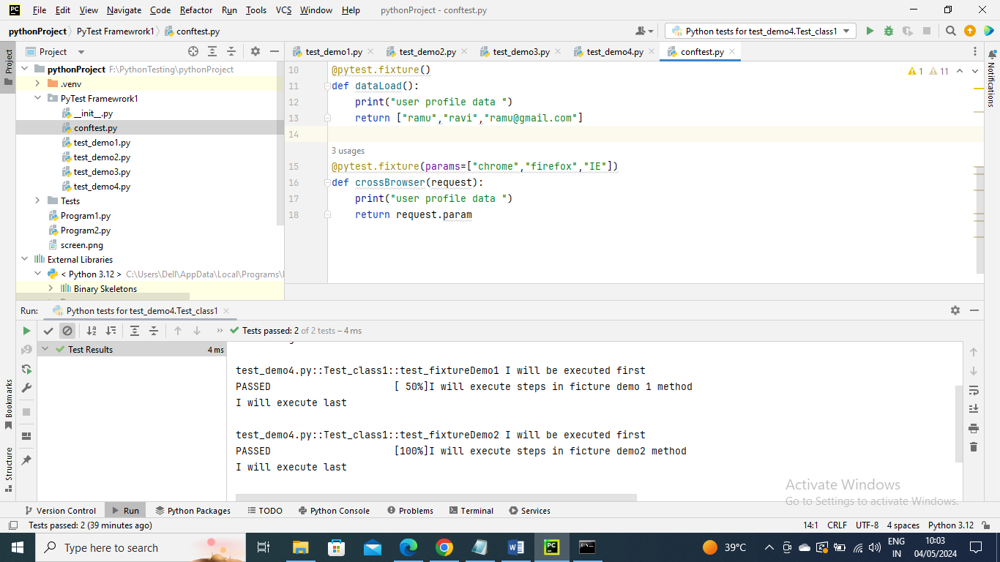 File Edit View Navigate Code Refactor Run Tools VCS Window Help pythonProject - conftest.py
pythonProject PyTest Framewrork1 conftest.py Python tests for test_demo4.Test_class1
Project
Project
pythonProject F:\PythonTesting\pythonProject
.venv
PyTest Framewrork1
__init__.py
conftest.py
test_demo1.py
test_demo2.py
test_demo3.py
test_demo4.py
Tests
Program1.py
Program2.py
screen.png
External Libraries
< Python 3.12 > C:\Users\Dell\AppData\Local\Programs\
Binary Skeletons
test_demo1.py test_demo2.py test_demo3.py test_demo4.py conftest.py
1 11
10 @pytest.fixture()
11 def dataLoad():
12 print("user profile data ")
13 return ["ramu","ravi","ramu@gmail.com"]
14
3 usages
15 @pytest.fixture(params=["chrome","firefox","IE"])
16 def crossBrowser(request):
17 print("user profile data ")
18 return request.param
Notifications
Run: Python tests for test_demo4.Test_class1
Tests passed: 2 of 2 tests – 4 ms
Test Results 4 ms
test_demo4.py::Test_class1::test_fixtureDemo1 I will be executed first
PASSED [ 50%]I will execute steps in ficture demo 1 method
I will execute last
test_demo4.py::Test_class1::test_fixtureDemo2 I will be executed first
PASSED [100%]I will execute steps in ficture demo2 method
I will execute last
Bookmarks
Structure
Activate Windows
Go to Settings to activate Windows.
Version Control Run Python Packages TODO Python Console Problems Terminal Services
Tests passed: 2 (39 minutes ago) 14:1 CRLF UTF-8 4 spaces Python 3.12
Type here to search 39°C
ENG
IN
10:03
04/05/2024